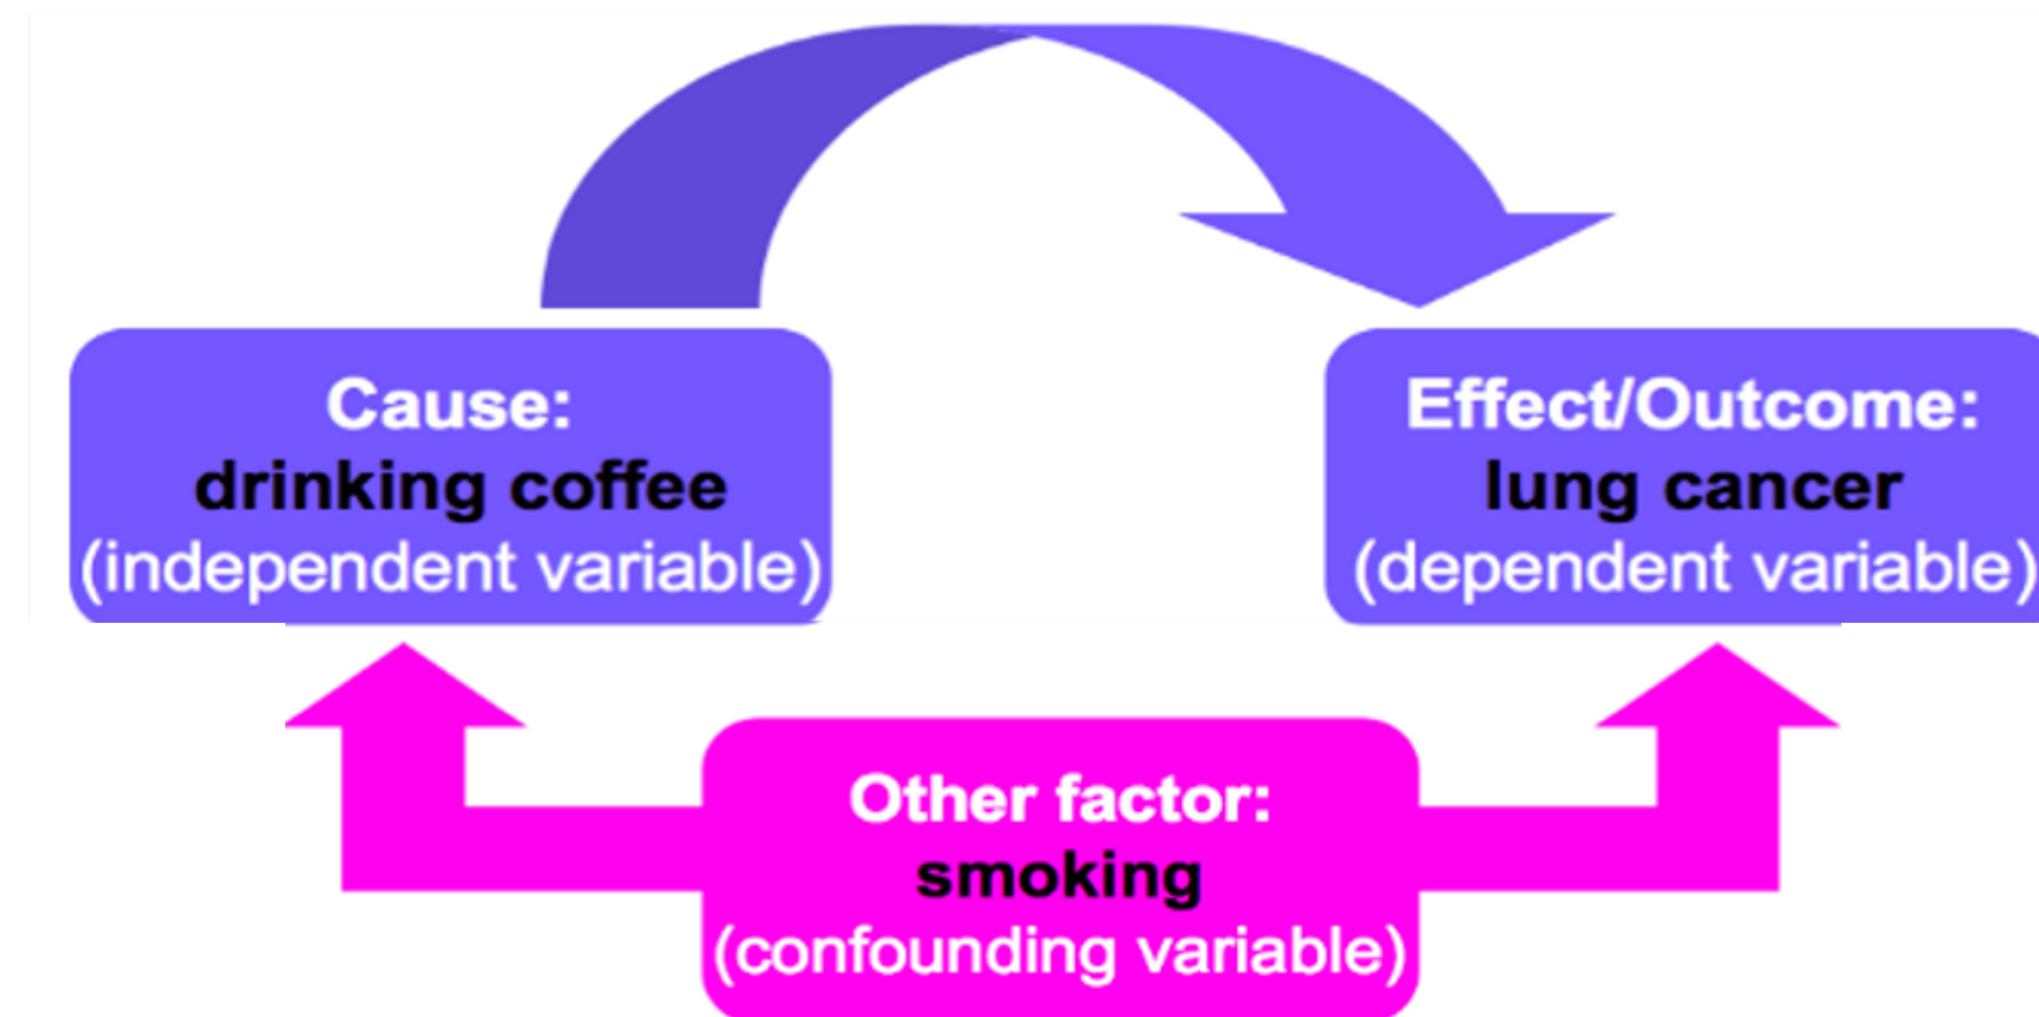 Cause:
drinking coffee
(independent variable)
Effect/Outcome:
lung cancer
(dependent variable)
Other factor:
smoking
(confounding variable)